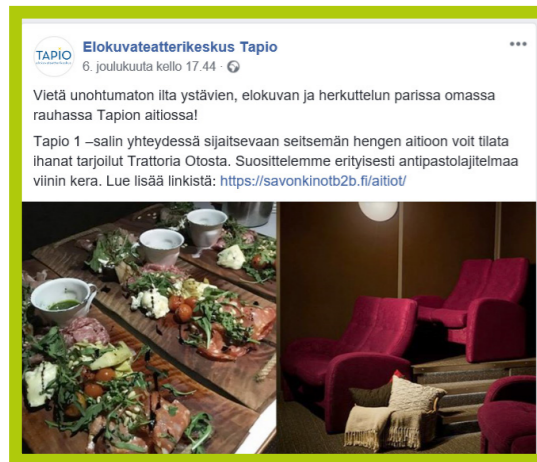 TAPIO
Elokuvateatterikeskus Tapio
6. joulukuuta kello 17.44 ·
Vietä unohtumaton ilta ystävien, elokuvan ja herkuttelun parissa omassa
rauhassa Tapion aitiossa!
Tapio 1 –salin yhteydessä sijaitsevaan seitsemän hengen aitioon voit tilata
ihanat tarjoilut Trattoria Otosta. Suosittelemme erityisesti antipastolajitelmaa
viinin kera. Lue lisää linkistä: https://savonkinotb2b.fi/aitiot/